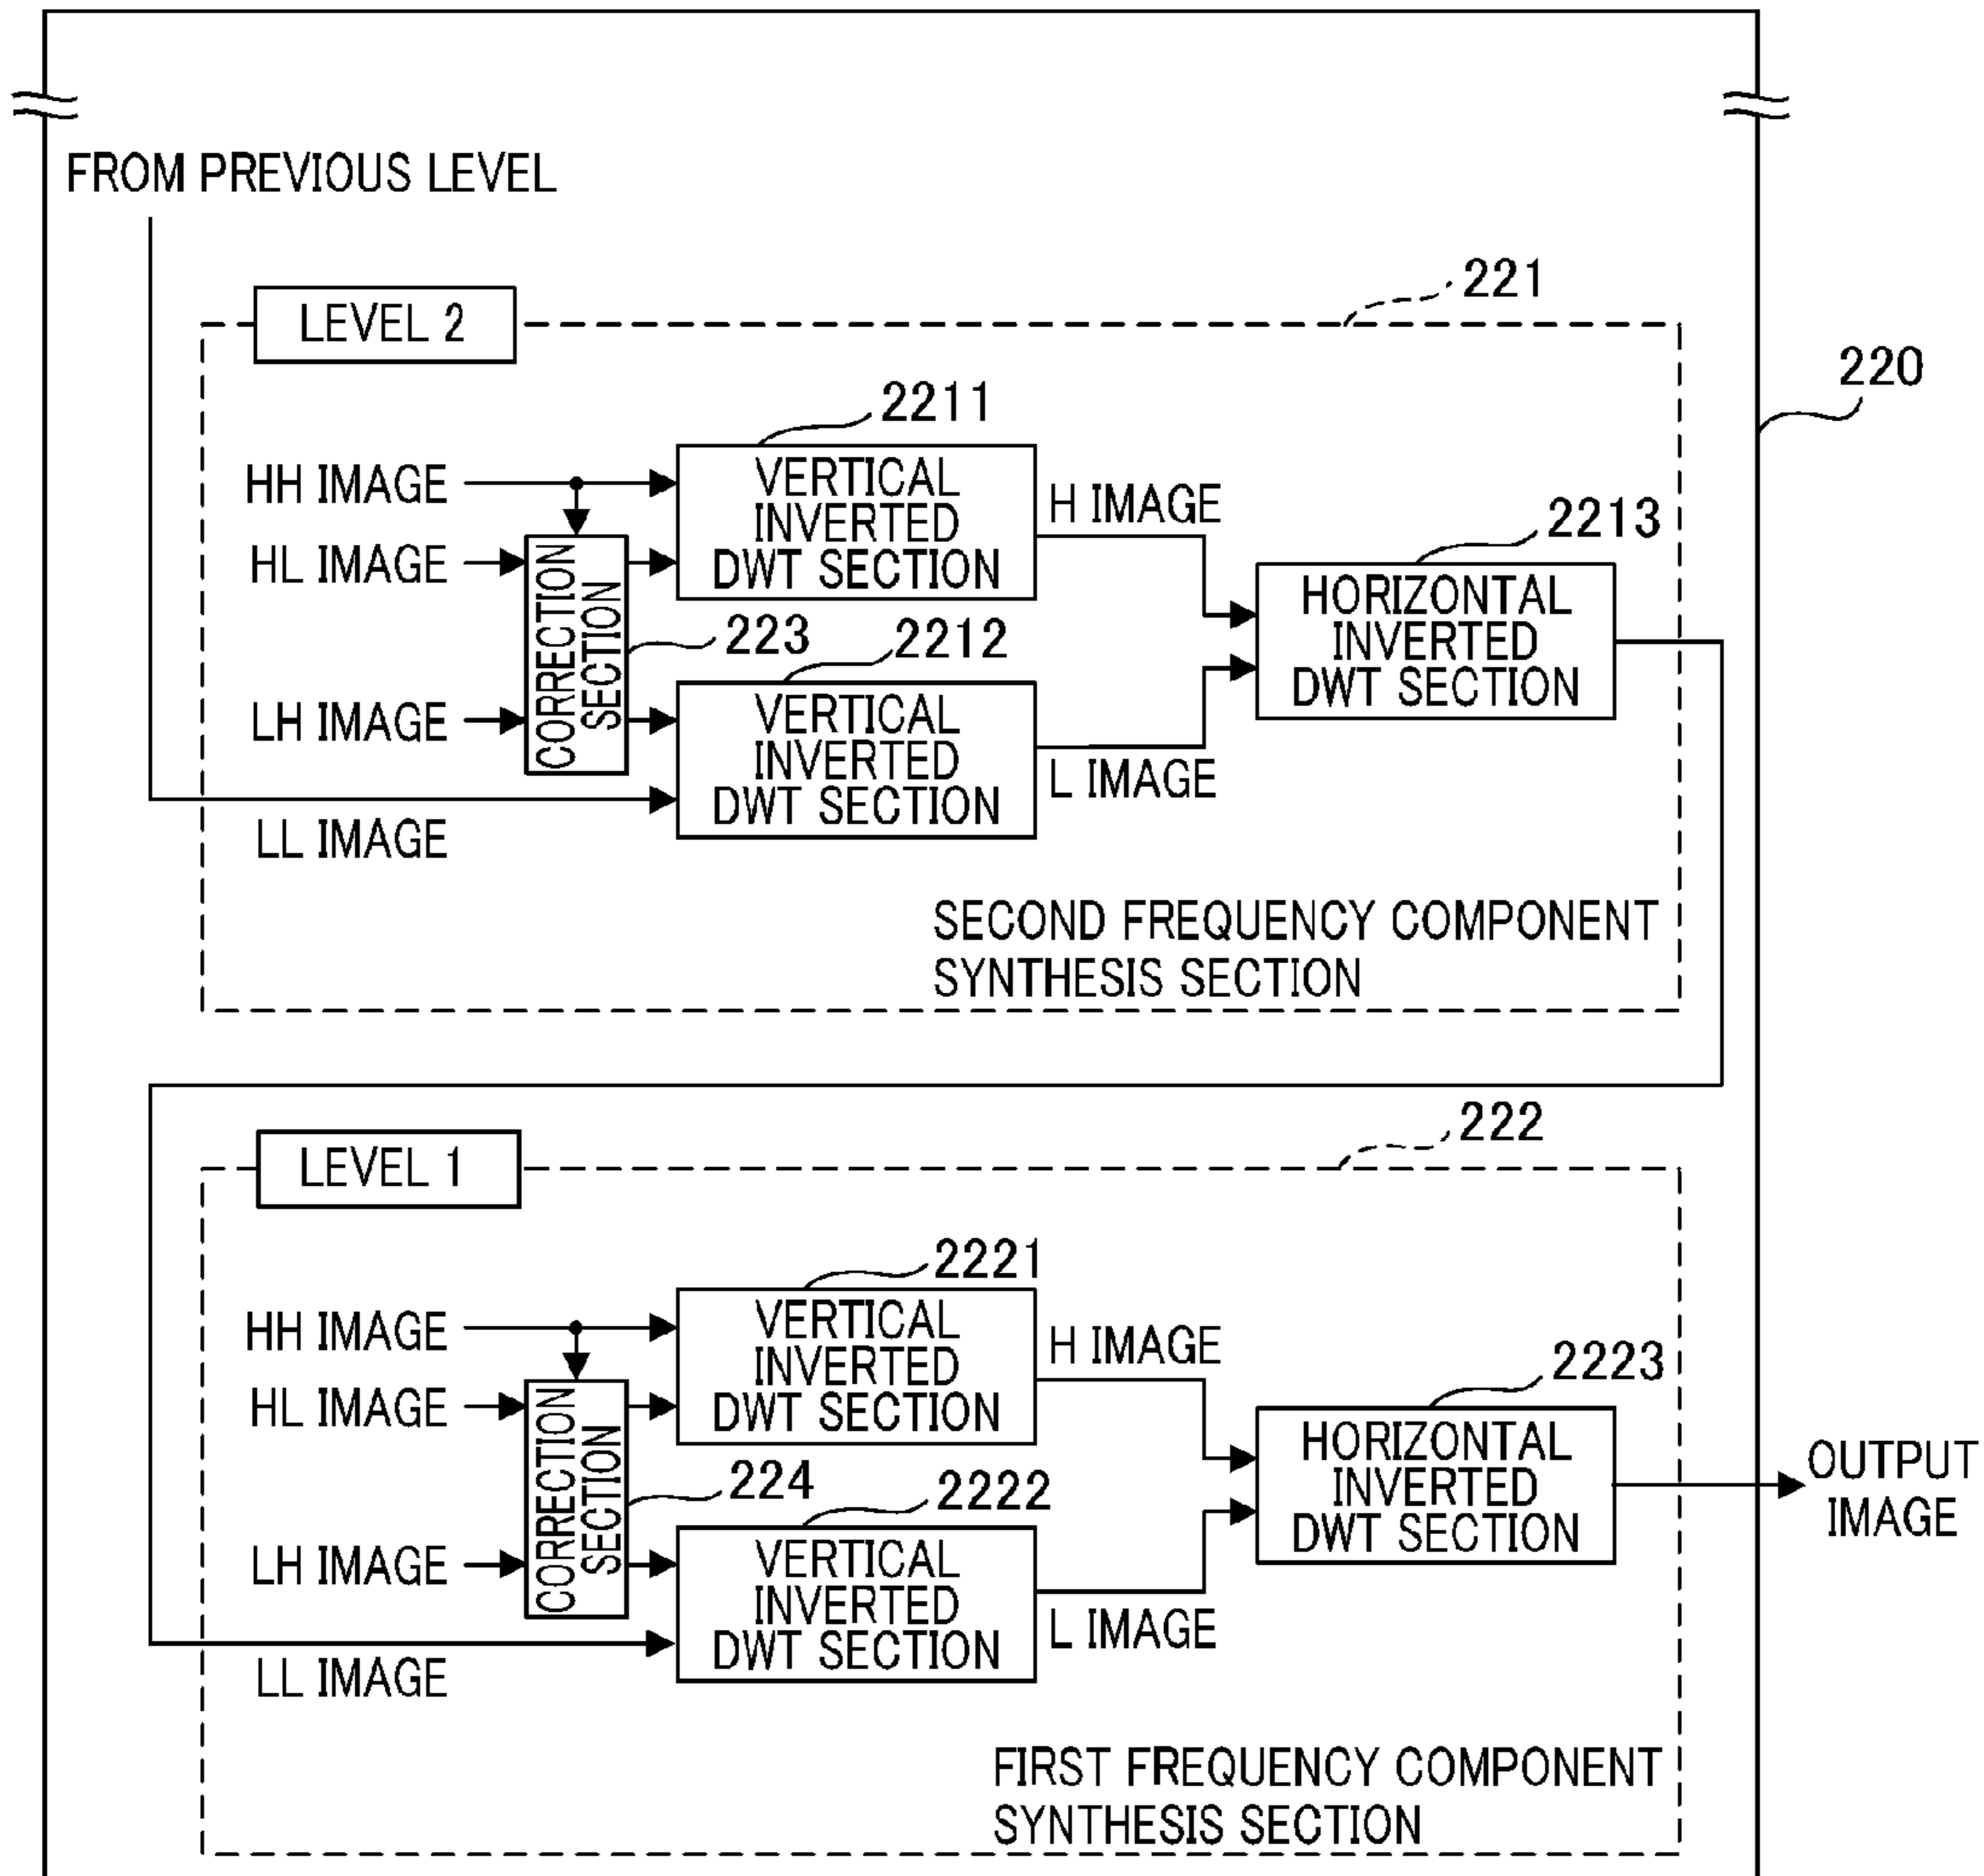 FROM PREVIOUS LEVEL
221
LEVEL 2
220
2211
HH IMAGE
VERTICAL
INVERTED
DWT SECTION
H IMAGE
2213
HL IMAGE
CORRECTION
SECTION
HORIZONTAL
INVERTED
DWT SECTION
223
2212
LH IMAGE
VERTICAL
INVERTED
DWT SECTION
L IMAGE
LL IMAGE
SECOND FREQUENCY COMPONENT
SYNTHESIS SECTION
222
LEVEL 1
2221
HH IMAGE
VERTICAL
INVERTED
DWT SECTION
H IMAGE
2223
HL IMAGE
CORRECTION
SECTION
HORIZONTAL
INVERTED
DWT SECTION
OUTPUT
IMAGE
224
2222
LH IMAGE
VERTICAL
INVERTED
DWT SECTION
L IMAGE
LL IMAGE
FIRST FREQUENCY COMPONENT
SYNTHESIS SECTION